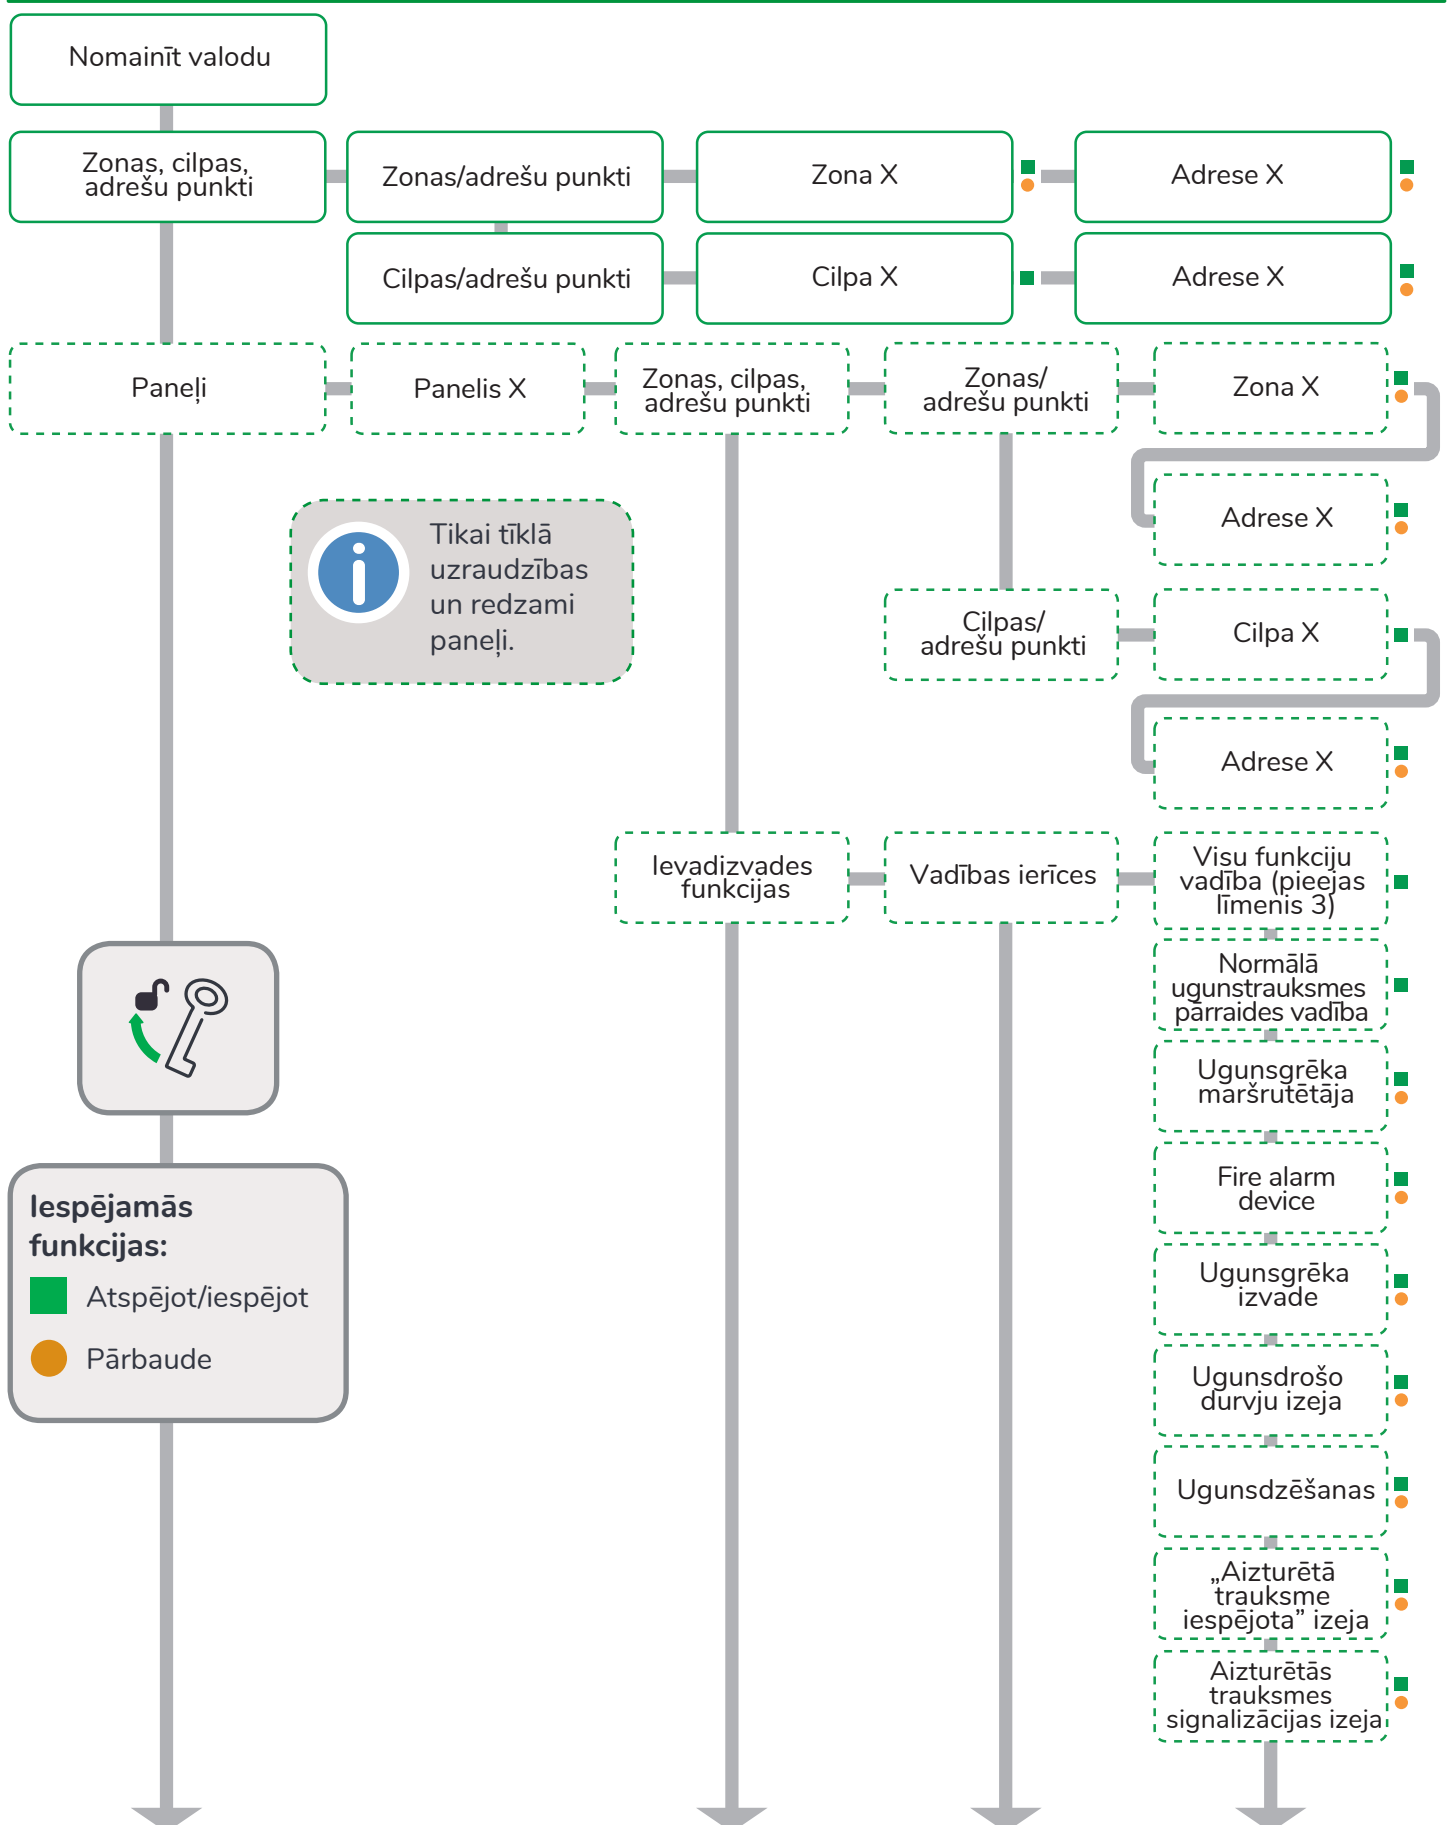 Nomainīt valodu
Zonas, cilpas,
adrešu punkti
Zonas/adrešu punkti
Zona X
Adrese X
Cilpas/adrešu punkti
Cilpa X
Adrese X
Paneļi
Panelis X
Zonas, cilpas,
adrešu punkti
Zonas/
adrešu punkti
Zona X
Adrese X
Tikai tīklā
uzraudzības
un redzami
paneļi.
Cilpas/
adrešu punkti
Cilpa X
Adrese X
Ievadizvades
funkcijas
Vadības ierīces
Visu funkciju
vadība (pieejas
līmenis 3)
Normālā
ugunstrauksmes
pārraides vadība
Ugunsgrēka
maršrutētāja
Fire alarm
device
Ugunsgrēka
izvade
Ugunsdrošo
durvju izeja
Ugunsdzēšanas
„Aizturētā
trauksme
iespējota” izeja
Aizturētās
trauksmes
signalizācijas izeja
Iespējamās
funkcijas:
Atspējot/iespējot
Pārbaude